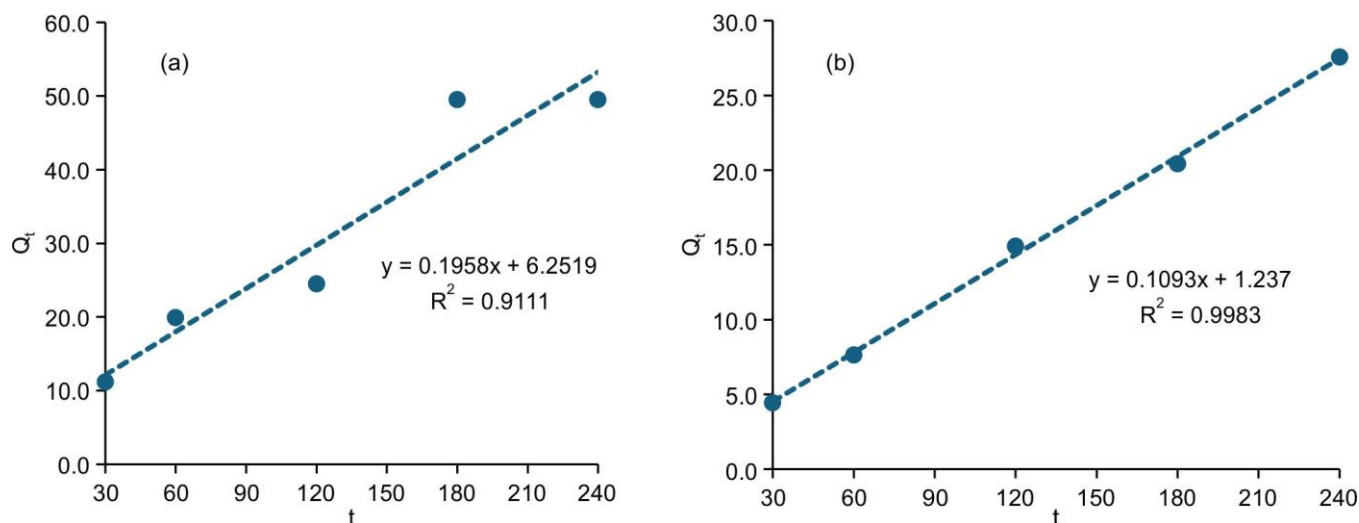 (a)
60.0
50.0
40.0
30.0
20.0
10.0
0.0
Qt
y = 0.1958x + 6.2519
R² = 0.9111
30 60 90 120 150 180 210 240
t
(b)
30.0
25.0
20.0
15.0
10.0
5.0
0.0
Qt
y = 0.1093x + 1.237
R² = 0.9983
30 60 90 120 150 180 210 240
t